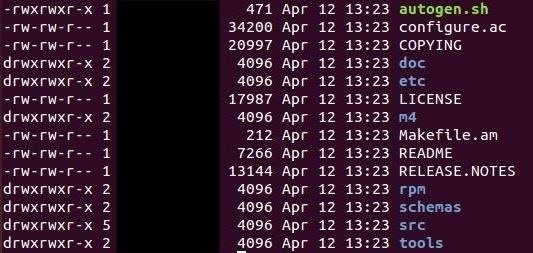 -rwxrwxr-x 1 471 Apr 12 13:23 autogen.sh
-rw-rw-r-- 1 34200 Apr 12 13:23 configure.ac
-rw-rw-r-- 1 20997 Apr 12 13:23 COPYING
drwxrwxr-x 2 4096 Apr 12 13:23 doc
drwxrwxr-x 2 4096 Apr 12 13:23 etc
-rw-rw-r-- 1 17987 Apr 12 13:23 LICENSE
drwxrwxr-x 2 4096 Apr 12 13:23 m4
-rw-rw-r-- 1 212 Apr 12 13:23 Makefile.am
-rw-rw-r-- 1 7266 Apr 12 13:23 README
-rw-rw-r-- 1 13144 Apr 12 13:23 RELEASE.NOTES
drwxrwxr-x 2 4096 Apr 12 13:23 rpm
drwxrwxr-x 2 4096 Apr 12 13:23 schemas
drwxrwxr-x 5 4096 Apr 12 13:23 src
drwxrwxr-x 2 4096 Apr 12 13:23 tools